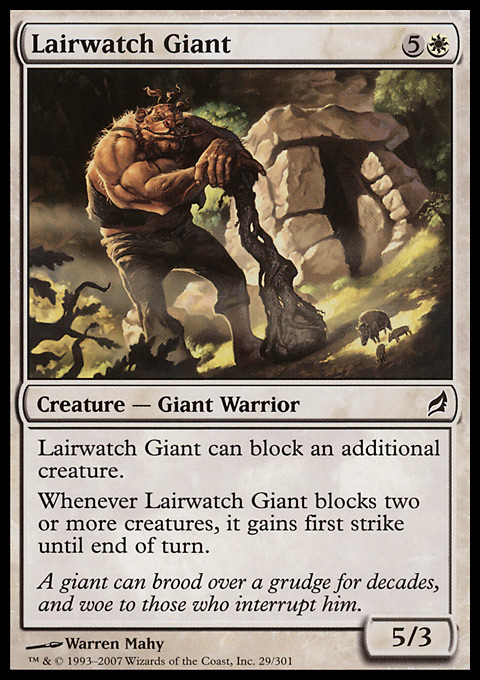 Lairwatch Giant 5
Creature — Giant Warrior
Lairwatch Giant can block an additional
creature.
Whenever Lairwatch Giant blocks two
or more creatures, it gains first strike
until end of turn.
A giant can brood over a grudge for decades,
and woe to those who interrupt him.
5/3
Warren Mahy
™ & © 1993–2007 Wizards of the Coast, Inc. 29/301